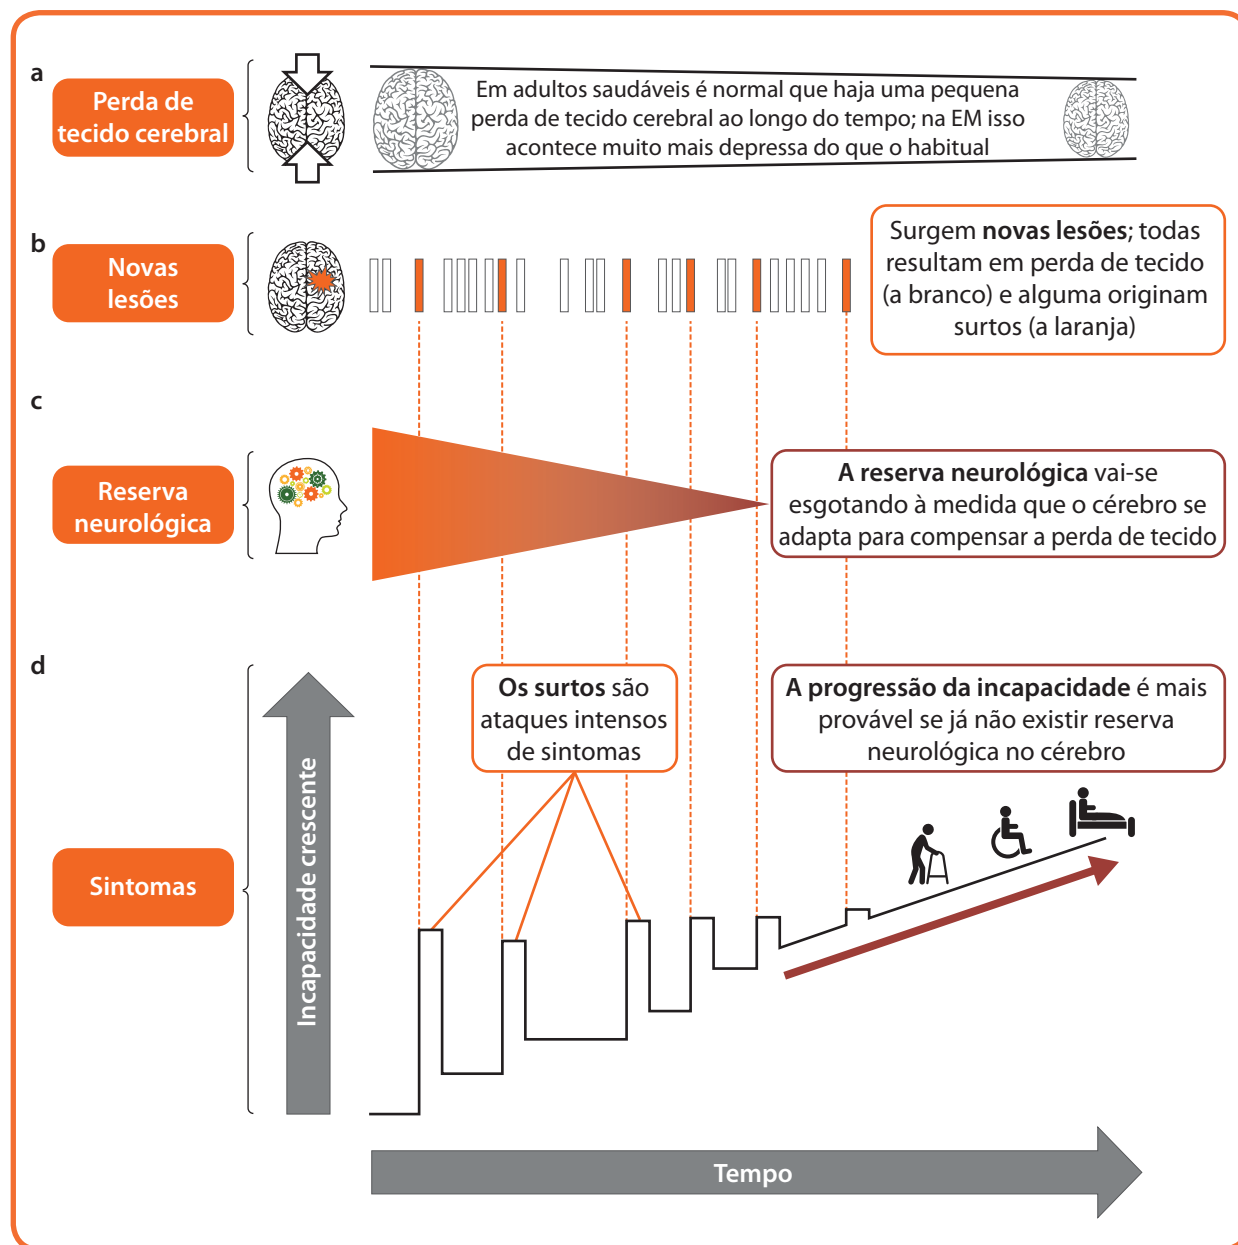 a
Perda de
tecido cerebral
Em adultos saudáveis é normal que haja uma pequena
perda de tecido cerebral ao longo do tempo; na EM isso
acontece muito mais depressa do que o habitual
b
Novas
lesões
Surgem novas lesões; todas
resultam em perda de tecido
(a branco) e alguma originam
surtos (a laranja)
c
Reserva
neurológica
A reserva neurológica vai-se
esgotando à medida que o cérebro se
adapta para compensar a perda de tecido
d
Sintomas
Incapacidade crescente
Os surtos são
ataques intensos
de sintomas
A progressão da incapacidade é mais
provável se já não existir reserva
neurológica no cérebro
Tempo